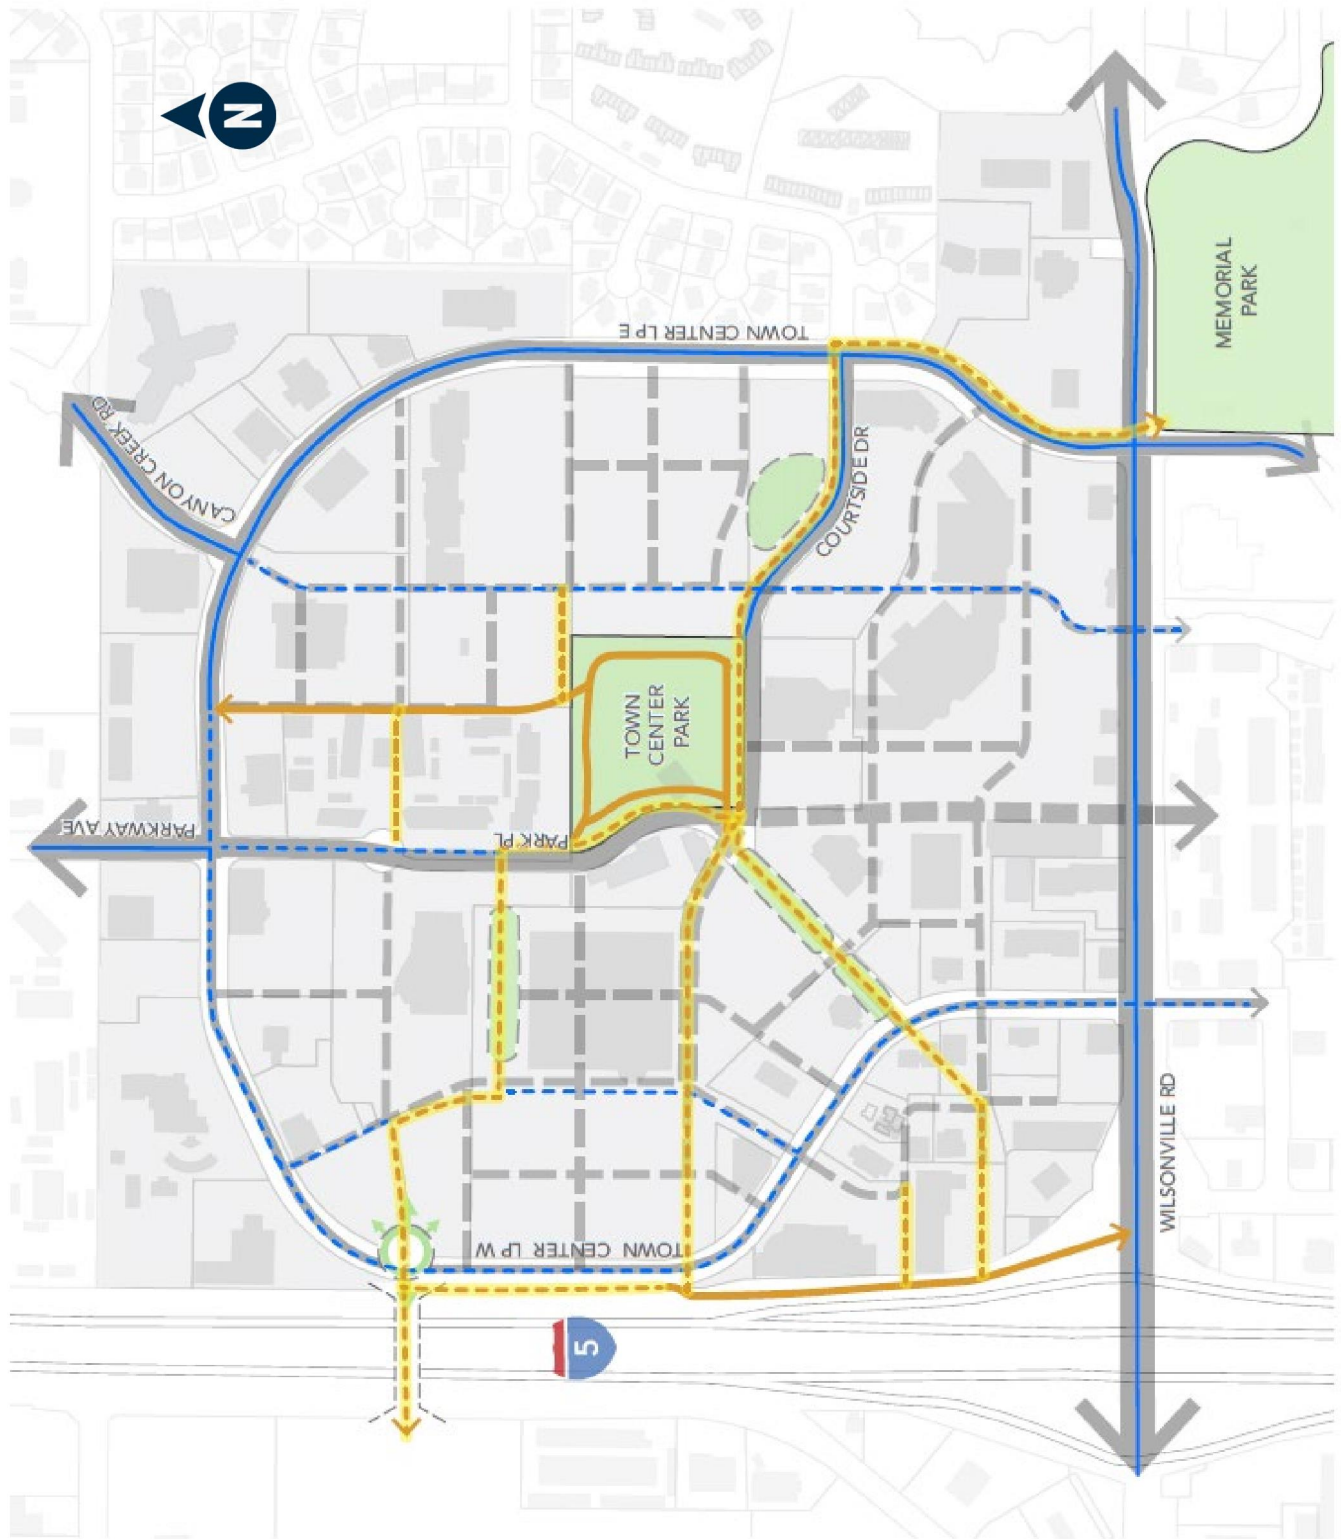 N
MEMORIAL
PARK
TOWN CENTER LP E
CANYON CREEK RD
COURTSIDE DR
TOWN
CENTER
PARK
PARKWAY AVE
PARK PL
WILSONVILLE RD
TOWN CENTER LP W
5